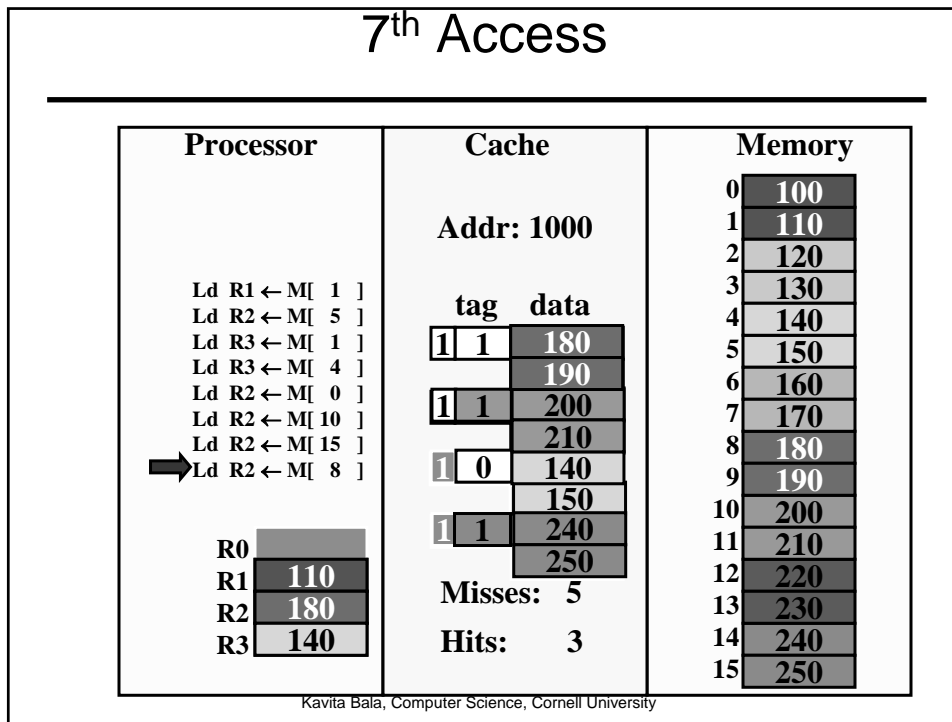 7th Access
Processor
Ld R1 ← M[ 1 ]
Ld R2 ← M[ 5 ]
Ld R3 ← M[ 1 ]
Ld R3 ← M[ 4 ]
Ld R2 ← M[ 0 ]
Ld R2 ← M[ 10 ]
Ld R2 ← M[ 15 ]
Ld R2 ← M[ 8 ]
R0
R1 110
R2 180
R3 140
Cache
Addr: 1000
tag data
1 1 180
190
1 1 200
210
1 0 140
150
1 1 240
250
Misses: 5
Hits: 3
Memory
0 100
1 110
2 120
3 130
4 140
5 150
6 160
7 170
8 180
9 190
10 200
11 210
12 220
13 230
14 240
15 250
Kavita Bala, Computer Science, Cornell University